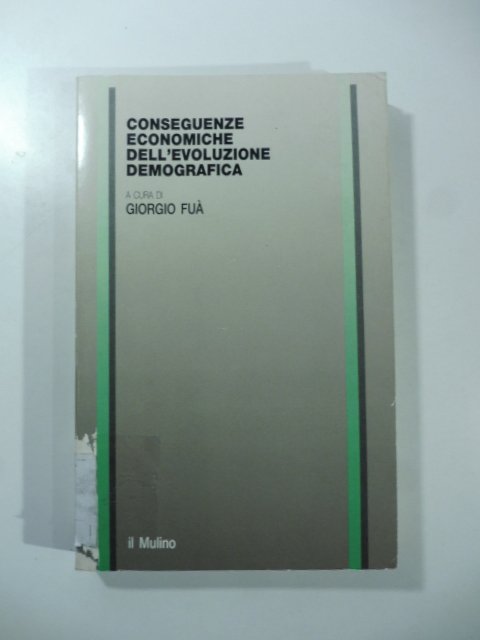 CONSEGUENZE
ECONOMICHE
DELL'EVOLUZIONE
DEMOGRAFICA
A CURA DI
GIORGIO FUÀ
il Mulino